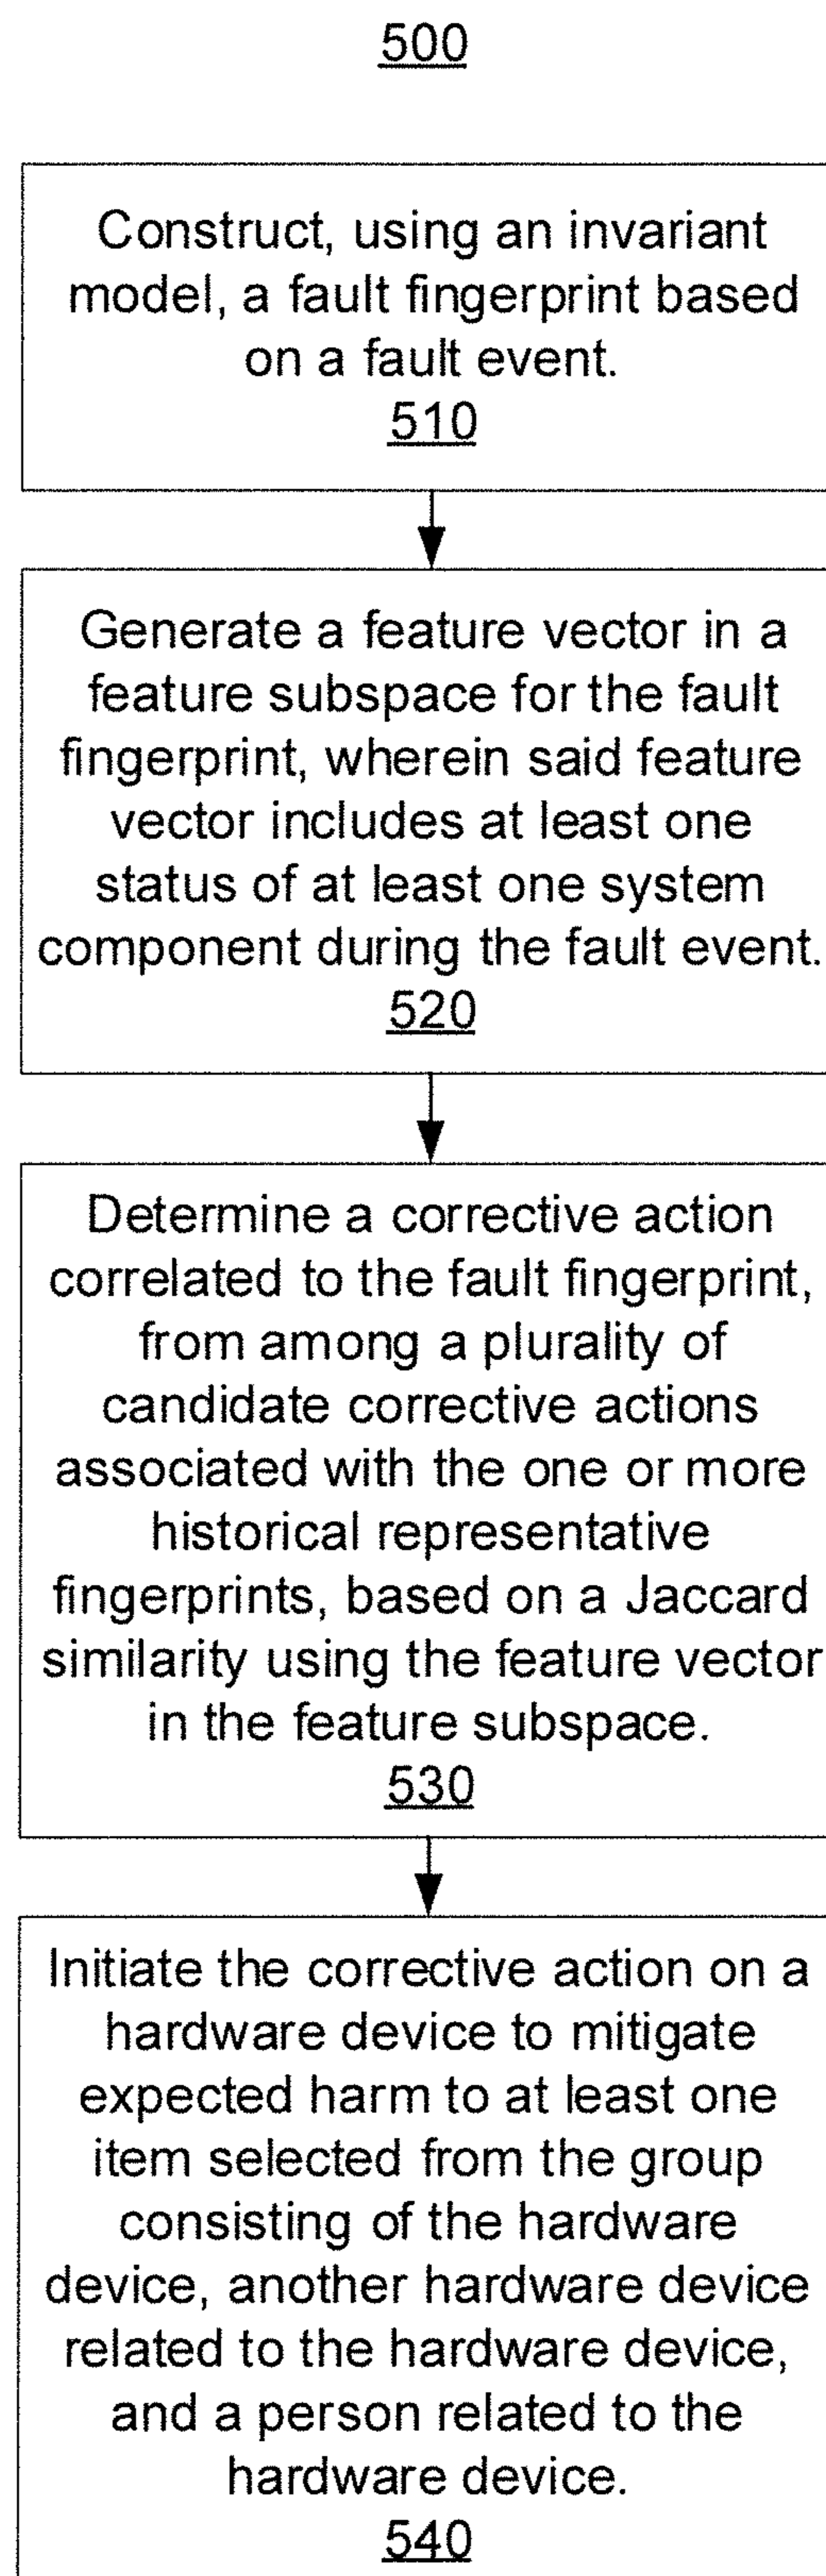 500
Construct, using an invariant
model, a fault fingerprint based
on a fault event.
510
Generate a feature vector in a
feature subspace for the fault
fingerprint, wherein said feature
vector includes at least one
status of at least one system
component during the fault event.
520
Determine a corrective action
correlated to the fault fingerprint,
from among a plurality of
candidate corrective actions
associated with the one or more
historical representative
fingerprints, based on a Jaccard
similarity using the feature vector
in the feature subspace.
530
Initiate the corrective action on a
hardware device to mitigate
expected harm to at least one
item selected from the group
consisting of the hardware
device, another hardware device
related to the hardware device,
and a person related to the
hardware device.
540